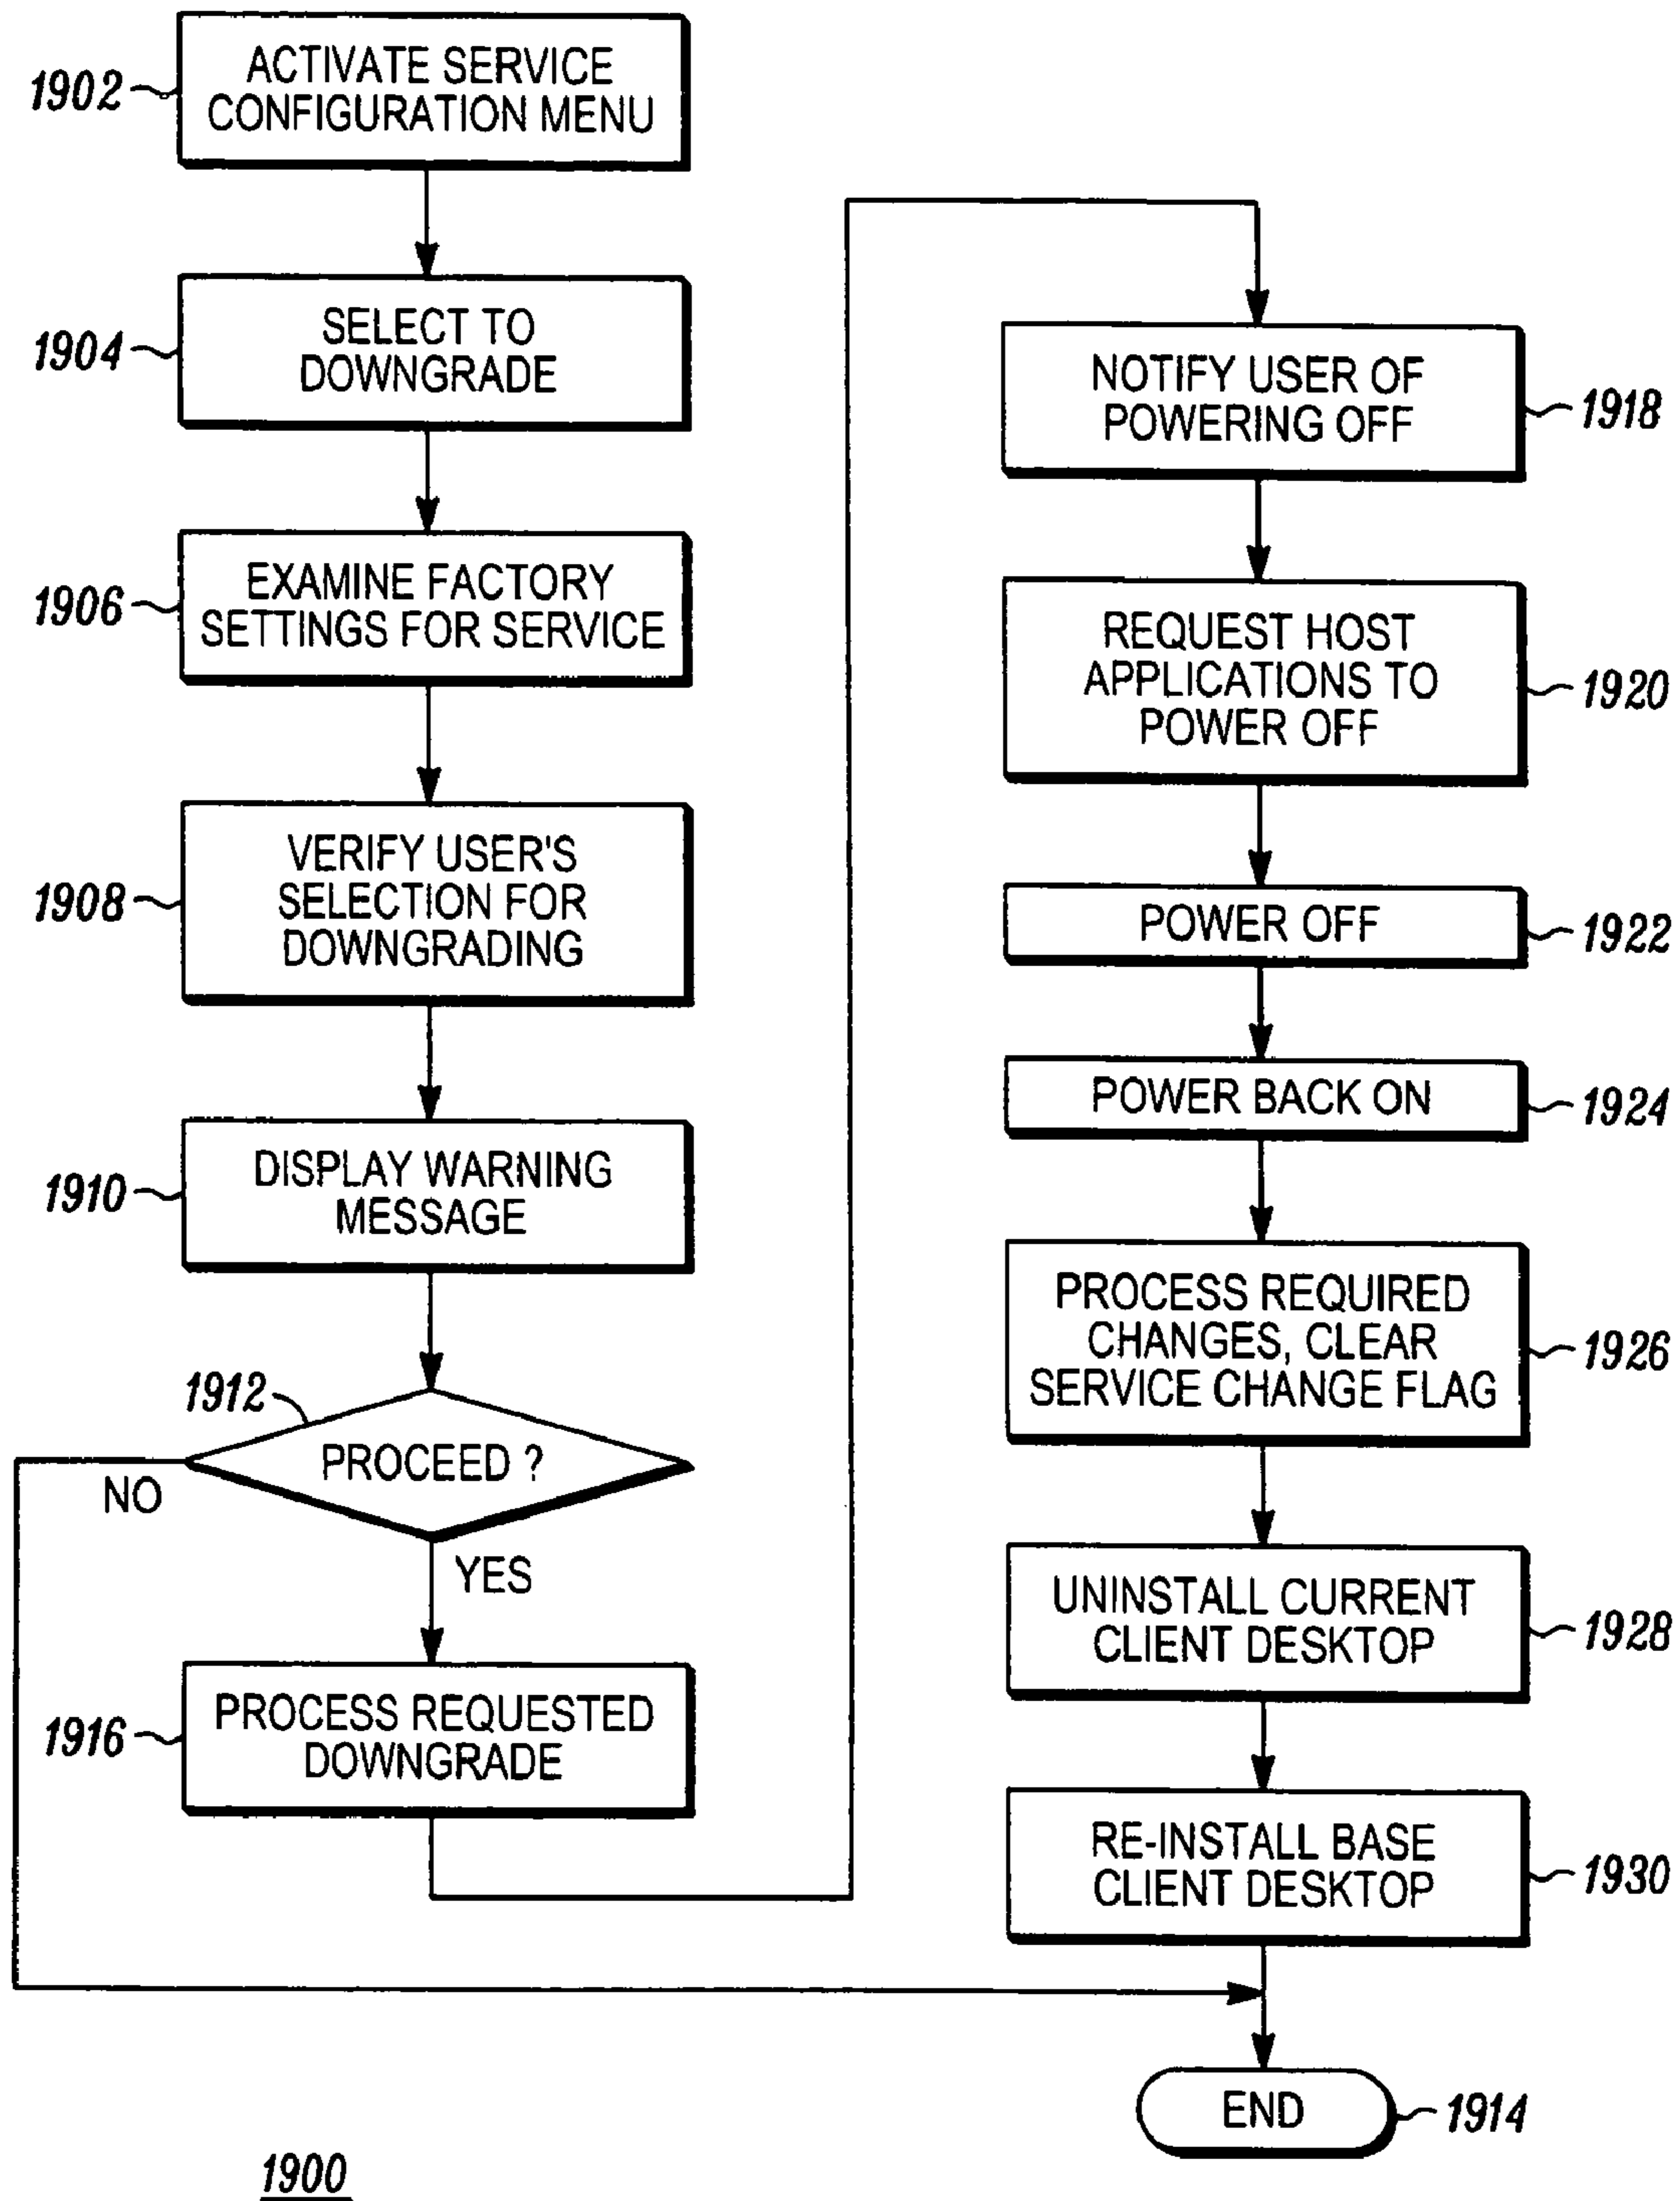 1902
ACTIVATE SERVICE
CONFIGURATION MENU
1904
SELECT TO
DOWNGRADE
1906
EXAMINE FACTORY
SETTINGS FOR SERVICE
1908
VERIFY USER'S
SELECTION FOR
DOWNGRADING
1910
DISPLAY WARNING
MESSAGE
1912
PROCEED ?
NO
YES
1916
PROCESS REQUESTED
DOWNGRADE
NOTIFY USER OF
POWERING OFF
1918
REQUEST HOST
APPLICATIONS TO
POWER OFF
1920
POWER OFF
1922
POWER BACK ON
1924
PROCESS REQUIRED
CHANGES, CLEAR
SERVICE CHANGE FLAG
1926
UNINSTALL CURRENT
CLIENT DESKTOP
1928
RE-INSTALL BASE
CLIENT DESKTOP
1930
END
1914
1900